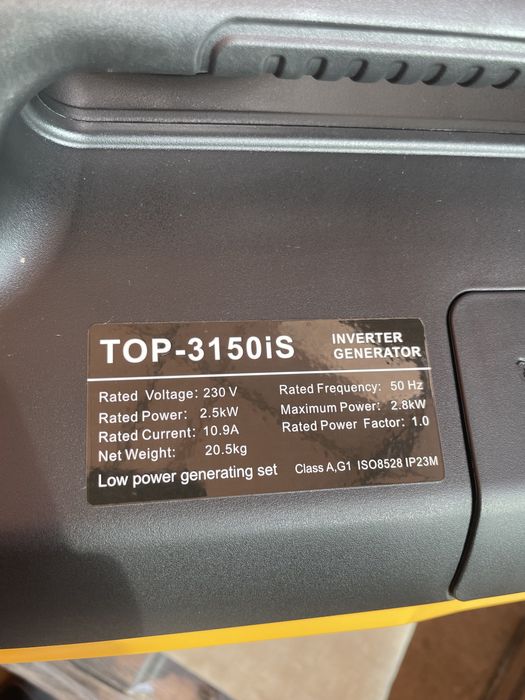 TOP-3150iS INVERTER
GENERATOR
Rated Voltage: 230 V Rated Frequency: 50 Hz
Rated Power: 2.5kW Maximum Power: 2.8kW
Rated Current: 10.9A Rated Power Factor: 1.0
Net Weight: 20.5kg
Low power generating set Class A,G1 ISO8528 IP23M